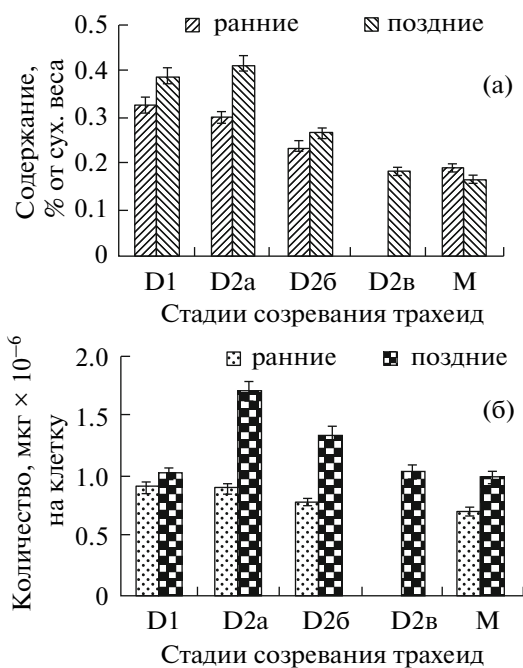 0.5
0.4
0.3
0.2
0.1
0
Содержание,
% от сух. веса
ранние поздние
(а)
D1 D2а D2б D2в М
Стадии созревания трахеид
2.0
1.5
1.0
0.5
0
Количество, мкг × 10⁻⁶
на клетку
ранние поздние
(б)
D1 D2а D2б D2в М
Стадии созревания трахеид